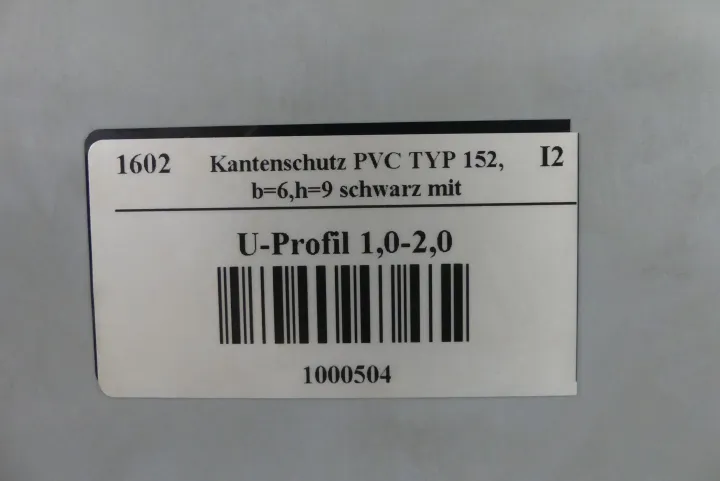 1602 Kantenschutz PVC TYP 152, I2
b=6,h=9 schwarz mit
U-Profil 1,0-2,0
1000504